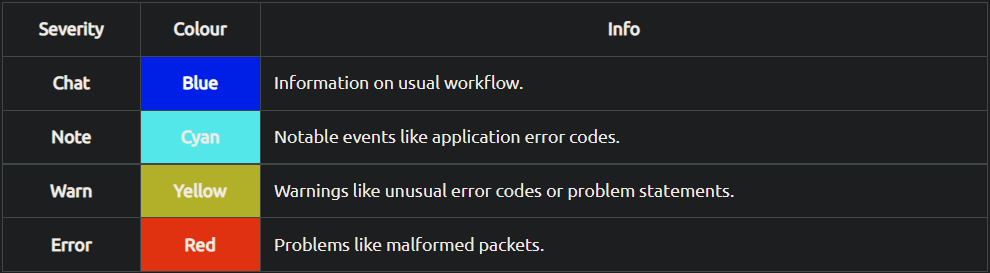 Severity Colour Info
Chat Blue Information on usual workflow.
Note Cyan Notable events like application error codes.
Warn Yellow Warnings like unusual error codes or problem statements.
Error Red Problems like malformed packets.